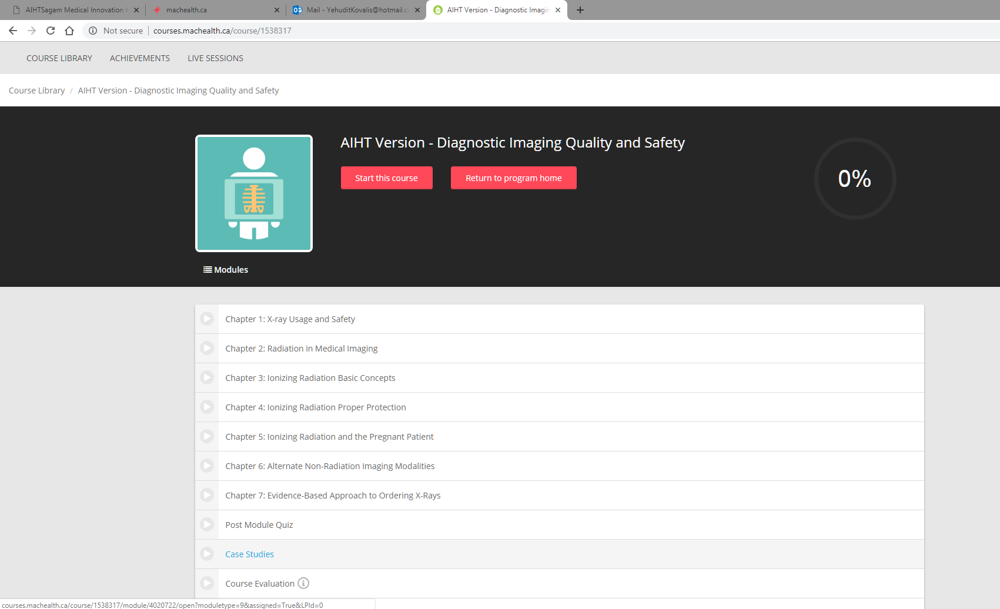 AIHTSagam Medical Innovation
machealth.ca
Mail - YehuditKovalis@hotmail.c
AIHT Version - Diagnostic Imagin
Not secure
courses.machealth.ca/course/1538317
COURSE LIBRARY ACHIEVEMENTS LIVE SESSIONS
Course Library / AIHT Version - Diagnostic Imaging Quality and Safety
AIHT Version - Diagnostic Imaging Quality and Safety
Start this course
Return to program home
0%
Modules
Chapter 1: X-ray Usage and Safety
Chapter 2: Radiation in Medical Imaging
Chapter 3: Ionizing Radiation Basic Concepts
Chapter 4: Ionizing Radiation Proper Protection
Chapter 5: Ionizing Radiation and the Pregnant Patient
Chapter 6: Alternate Non-Radiation Imaging Modalities
Chapter 7: Evidence-Based Approach to Ordering X-Rays
Post Module Quiz
Case Studies
Course Evaluation
courses.machealth.ca/course/1538317/module/4020722/open?moduletype=9&assigned=True&LPId=0